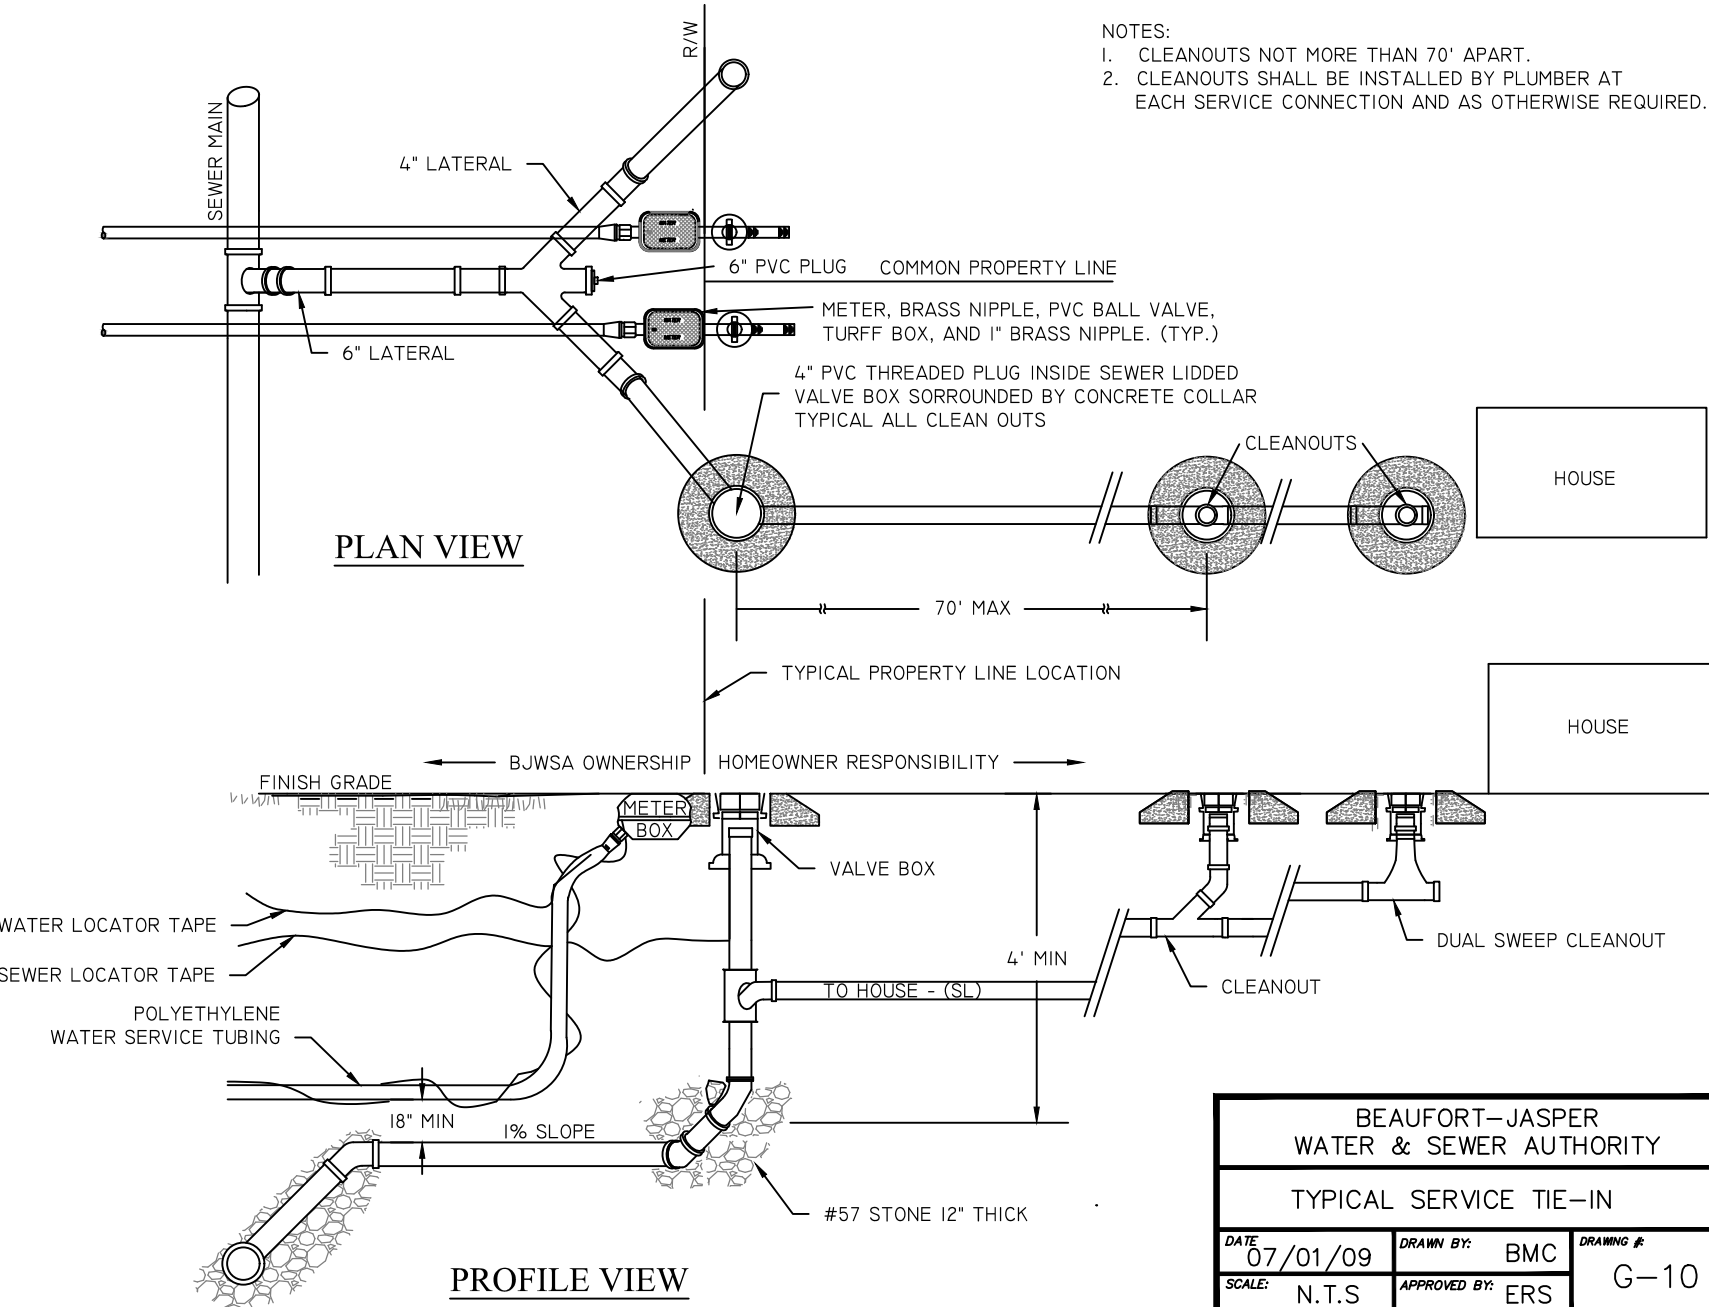 NOTES:
1. CLEANOUTS NOT MORE THAN 70' APART.
2. CLEANOUTS SHALL BE INSTALLED BY PLUMBER AT
EACH SERVICE CONNECTION AND AS OTHERWISE REQUIRED.
R/W
SEWER MAIN
4" LATERAL
6" PVC PLUG
COMMON PROPERTY LINE
METER, BRASS NIPPLE, PVC BALL VALVE,
TURFF BOX, AND 1" BRASS NIPPLE. (TYP.)
6" LATERAL
4" PVC THREADED PLUG INSIDE SEWER LIDDED
VALVE BOX SORROUNDED BY CONCRETE COLLAR
TYPICAL ALL CLEAN OUTS
CLEANOUTS
HOUSE
PLAN VIEW
70' MAX
TYPICAL PROPERTY LINE LOCATION
HOUSE
BJWSA OWNERSHIP
HOMEOWNER RESPONSIBILITY
FINISH GRADE
METER
BOX
VALVE BOX
WATER LOCATOR TAPE
SEWER LOCATOR TAPE
4' MIN
DUAL SWEEP CLEANOUT
CLEANOUT
TO HOUSE - (SL)
POLYETHYLENE
WATER SERVICE TUBING
18" MIN
1% SLOPE
#57 STONE 12" THICK
PROFILE VIEW
BEAUFORT-JASPER
WATER & SEWER AUTHORITY
TYPICAL SERVICE TIE-IN
DATE 07/01/09
DRAWN BY: BMC
DRAWING #:
G-10
SCALE: N.T.S
APPROVED BY: ERS